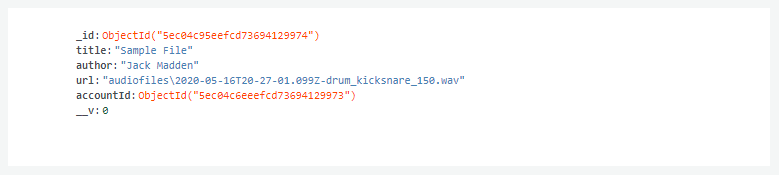 _id: ObjectId("5ec04c95eefcd73694129974")
title: "Sample File"
author: "Jack Madden"
url: "audiofiles\2020-05-16T20-27-01.099Z-drum_kicksnare_150.wav"
accountId: ObjectId("5ec04c6eeefcd73694129973")
__v: 0